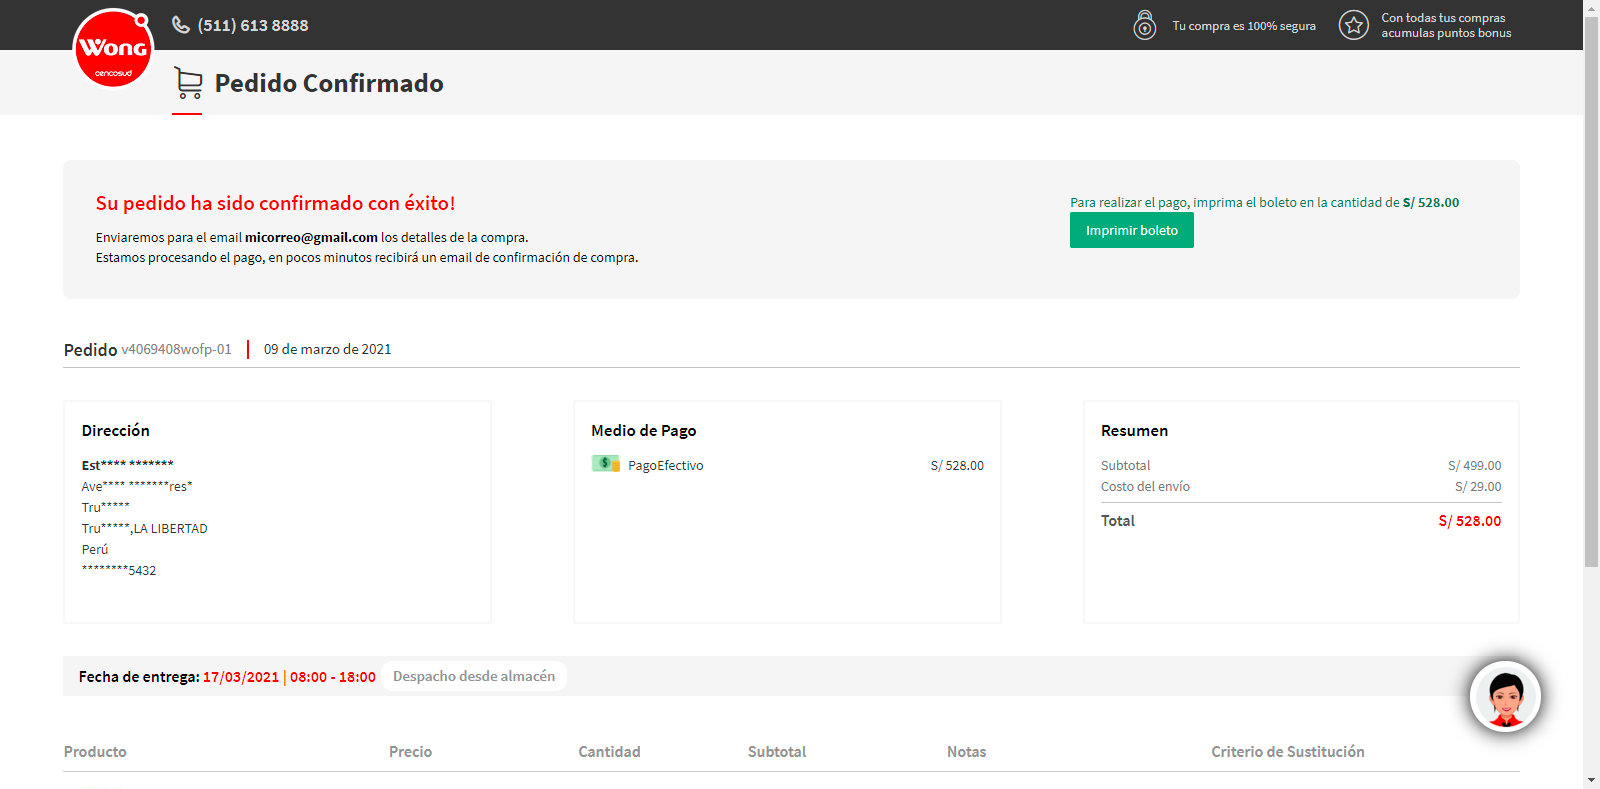 (511) 613 8888
Tu compra es 100% segura
Con todas tus compras
acumulas puntos bonus
Wong
cencosud
Pedido Confirmado
Su pedido ha sido confirmado con éxito!
Enviaremos para el email micorreo@gmail.com los detalles de la compra.
Estamos procesando el pago, en pocos minutos recibirá un email de confirmación de compra.
Para realizar el pago, imprima el boleto en la cantidad de S/ 528.00
Imprimir boleto
Pedido v4069408wofp-01 | 09 de marzo de 2021
Dirección
Est**** *******
Ave**** *******res*
Tru*****
Tru*****,LA LIBERTAD
Perú
********5432
Medio de Pago
PagoEfectivo S/ 528.00
Resumen
Subtotal S/ 499.00
Costo del envío S/ 29.00
Total S/ 528.00
Fecha de entrega: 17/03/2021 | 08:00 - 18:00 Despacho desde almacén
Producto Precio Cantidad Subtotal Notas Criterio de Sustitución